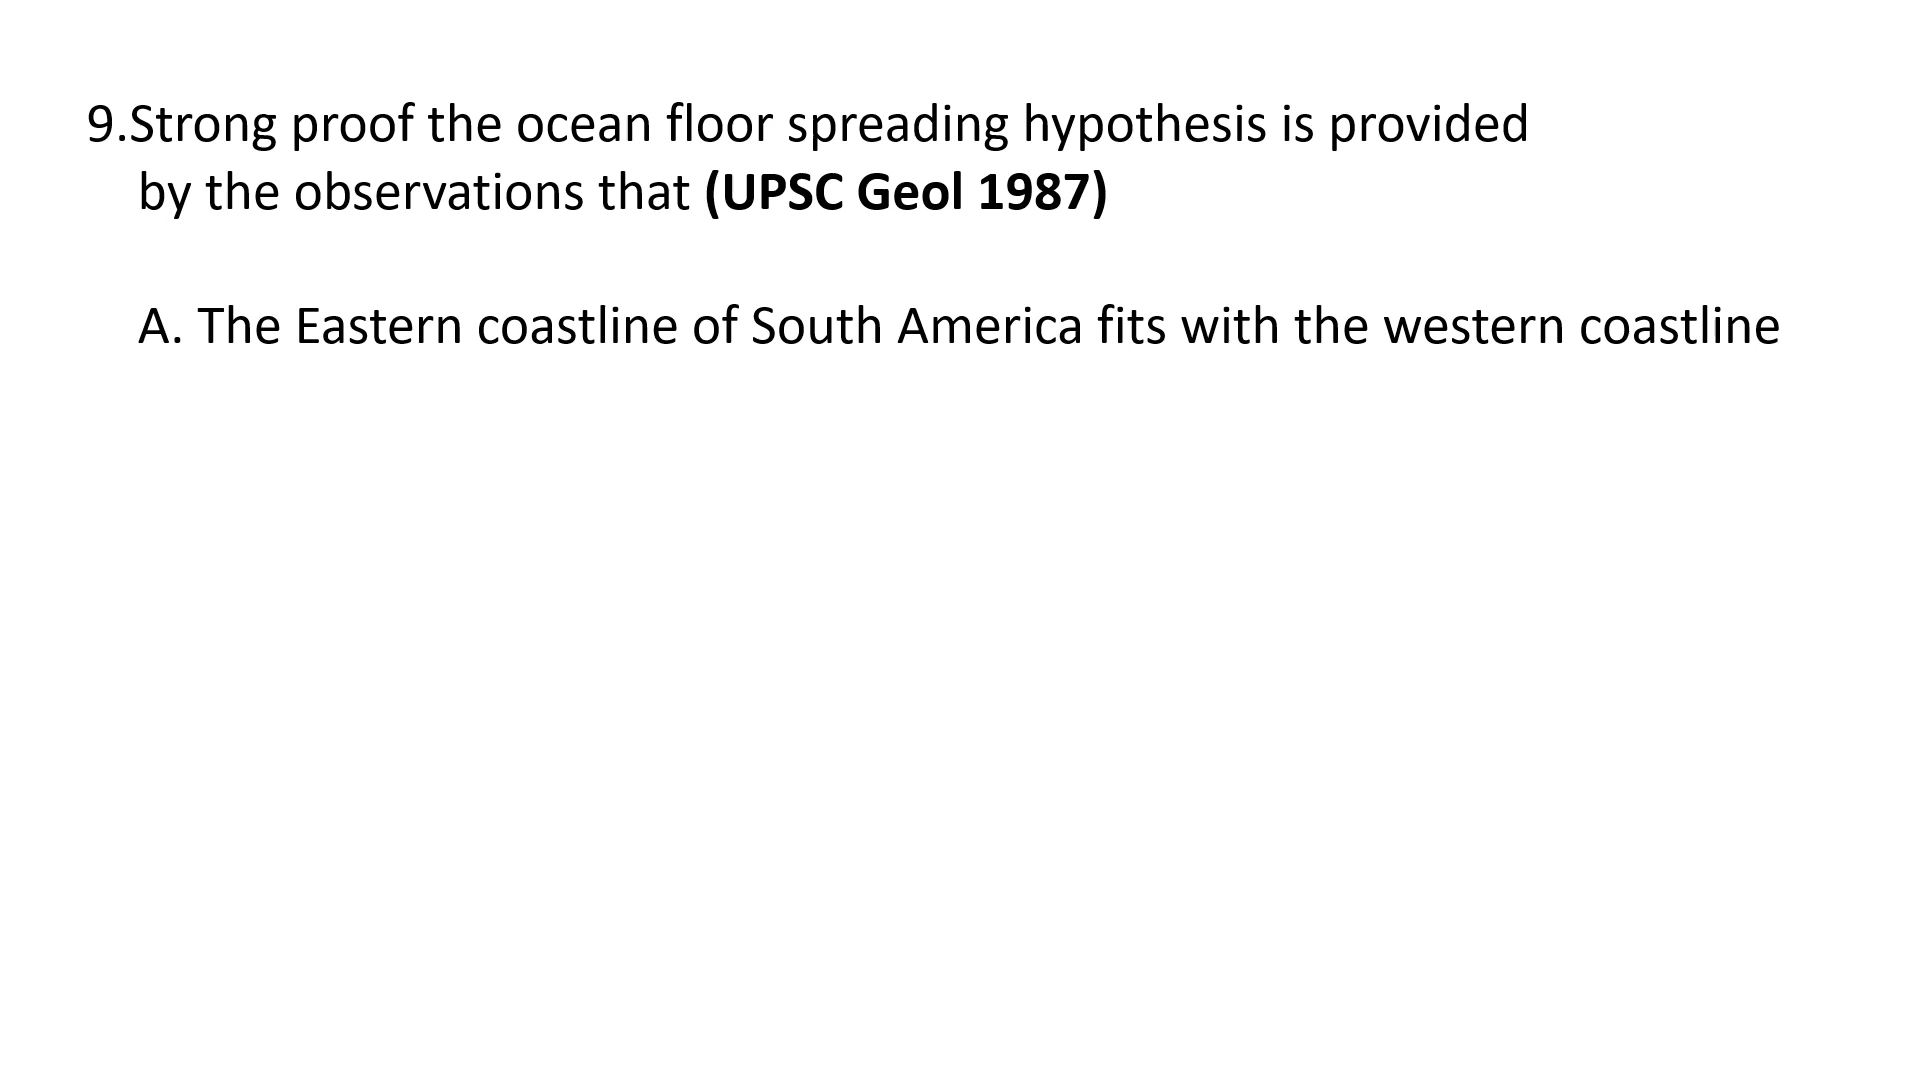 9.Strong proof the ocean floor spreading hypothesis is provided
by the observations that (UPSC Geol 1987)
A. The Eastern coastline of South America fits with the western coastline